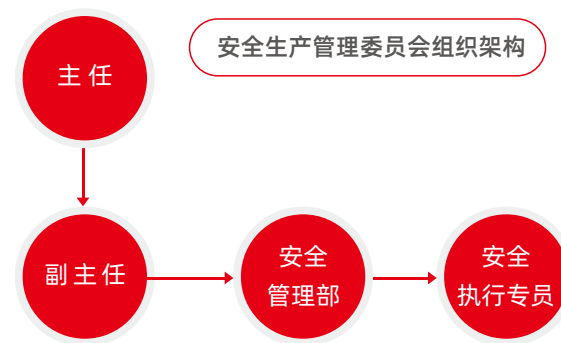 安全生产管理委员会组织架构
主 任
副主任
安全
管理部
安全
执行专员